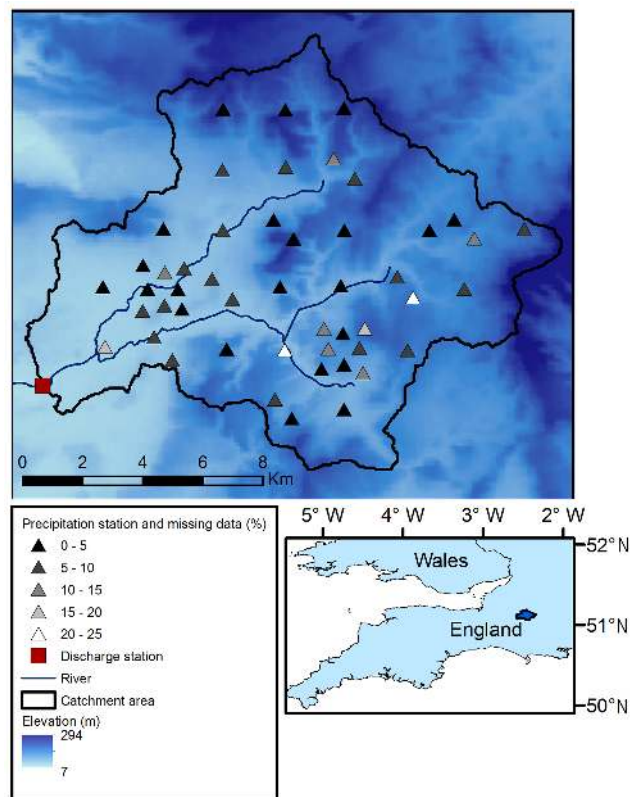 0 2 4 6 8
Km
Precipitation station and missing data (%)
0 - 5
5 - 10
10 - 15
15 - 20
20 - 25
Discharge station
River
Catchment area
Elevation (m)
294
7
5°W 4° W 3° W 2° W
52°N
Wales
England
51°N
50°N